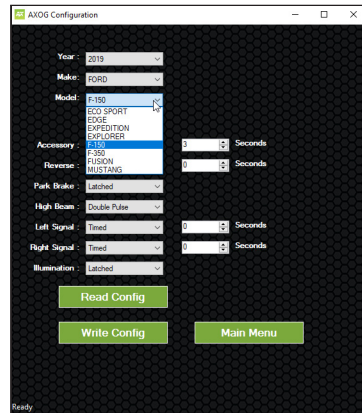 AXOG Configuration
Year : 2019
Make: FORD
Model: F-150
ECO SPORT
EDGE
EXPEDITION
EXPLORER
F-150
F-350
FUSION
MUSTANG
Accessory : 3 Seconds
Reverse : 0 Seconds
Park Brake : Latched
High Beam : Double Pulse
Left Signal : Timed 0 Seconds
Right Signal : Timed 0 Seconds
Illumination : Latched
Read Config
Write Config Main Menu
Ready